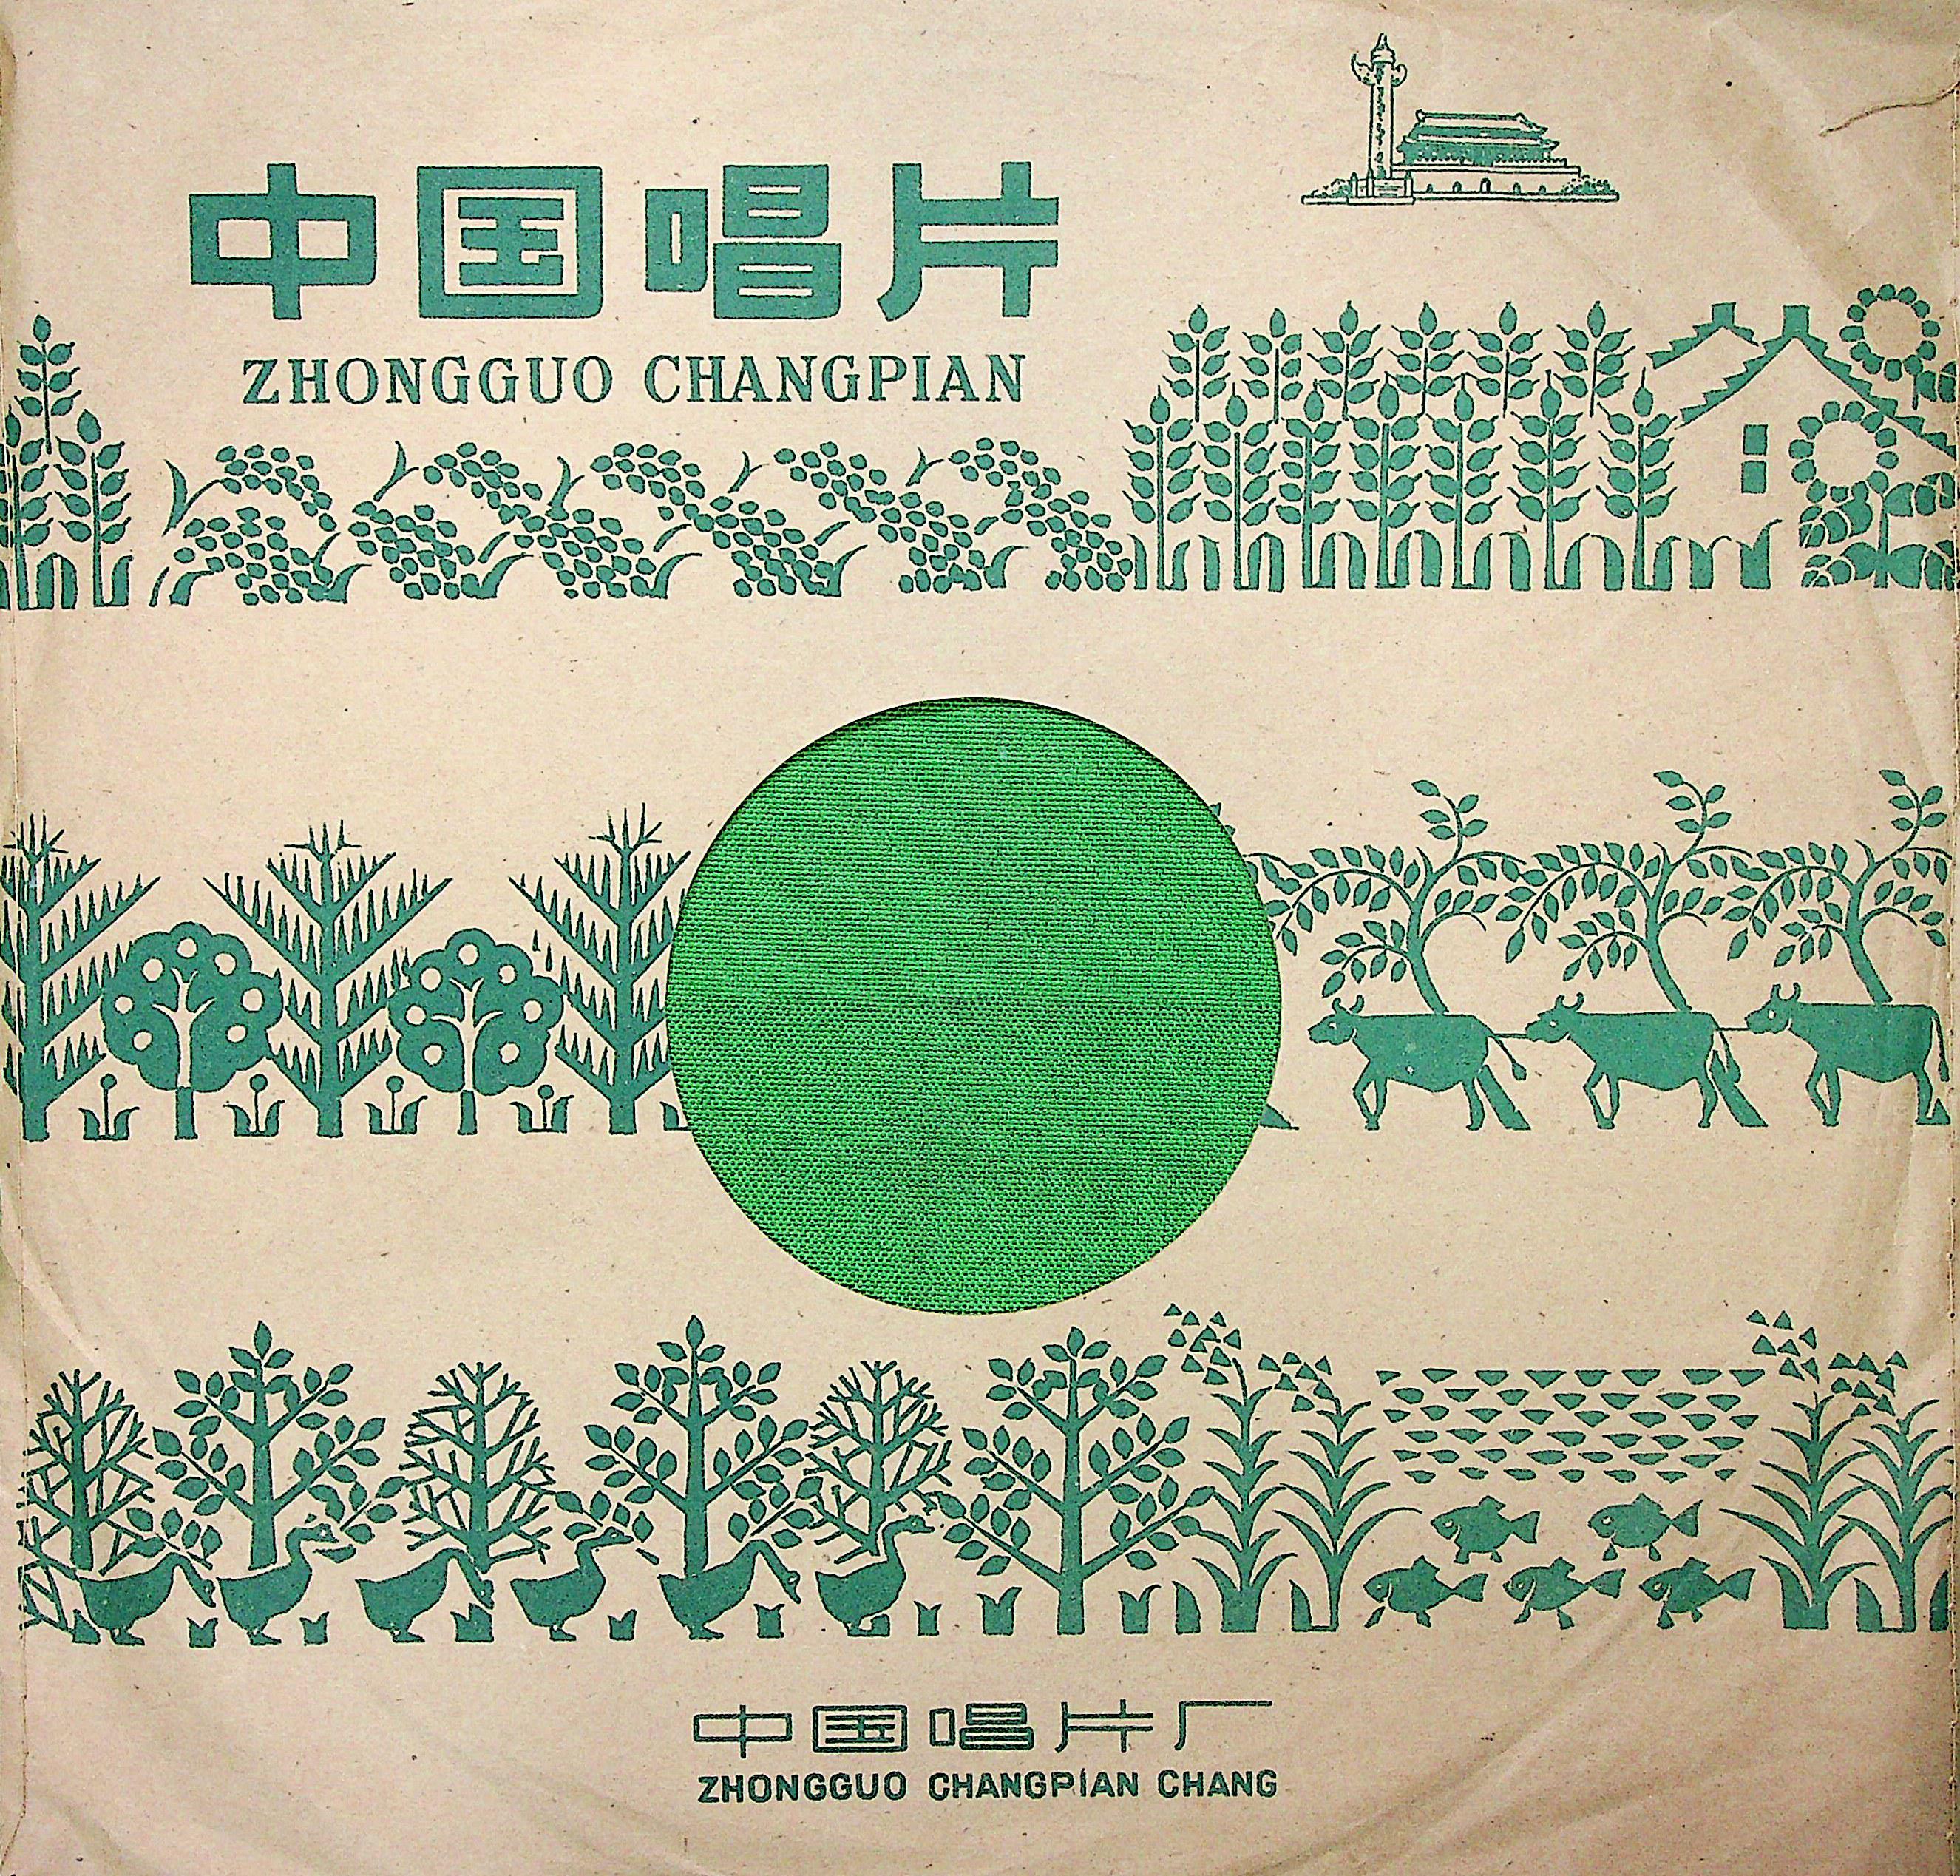 中国唱片
ZHONGGUO CHANGPIAN
中国唱片厂
ZHONGGUO CHANGPIAN CHANG